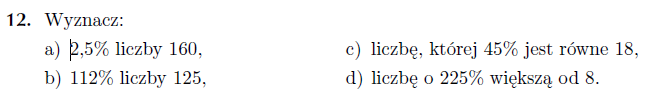 12. Wyznacz:
a) 2,5% liczby 160,
b) 112% liczby 125,
c) liczbę, której 45% jest równe 18,
d) liczbę o 225% większą od 8.